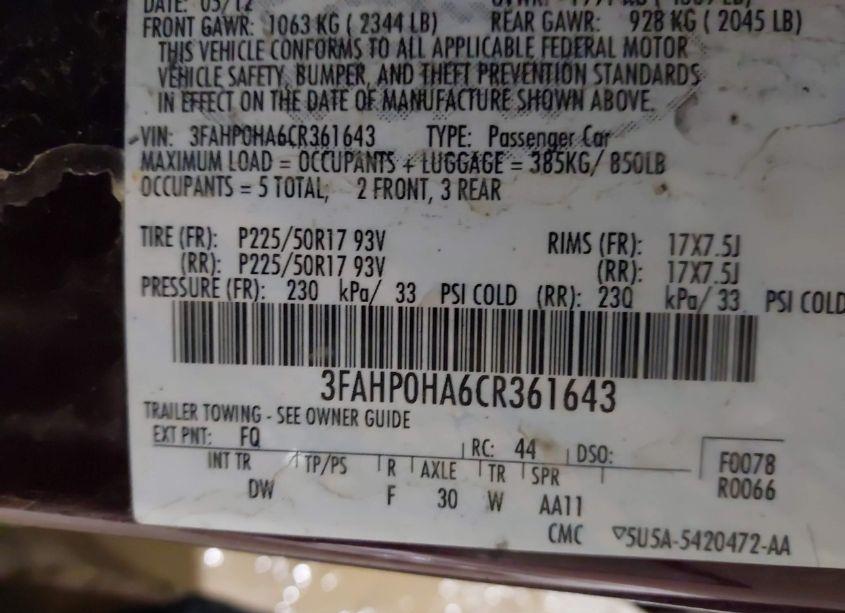 DATE: 05/12
FRONT GAWR: 1063 KG ( 2344 LB) REAR GAWR: 928 KG ( 2045 LB)
THIS VEHICLE CONFORMS TO ALL APPLICABLE FEDERAL MOTOR
VEHICLE SAFETY, BUMPER, AND THEFT PREVENTION STANDARDS
IN EFFECT ON THE DATE OF MANUFACTURE SHOWN ABOVE.
VIN: 3FAHP0HA6CR361643 TYPE: Passenger Car
MAXIMUM LOAD = OCCUPANTS + LUGGAGE = 385KG/ 850LB
OCCUPANTS = 5 TOTAL, 2 FRONT, 3 REAR
TIRE (FR): P225/50R17 93V RIMS (FR): 17X7.5J
(RR): P225/50R17 93V (RR): 17X7.5J
PRESSURE (FR): 230 kPa/ 33 PSI COLD (RR): 230 kPa/ 33 PSI COLD
3FAHP0HA6CR361643
TRAILER TOWING - SEE OWNER GUIDE
EXT PNT: FQ RC: 44 DSO:
INT TR TP/PS R AXLE TR SPR F0078
DW F 30 W AA11 R0066
CMC 5U5A-5420472-AA